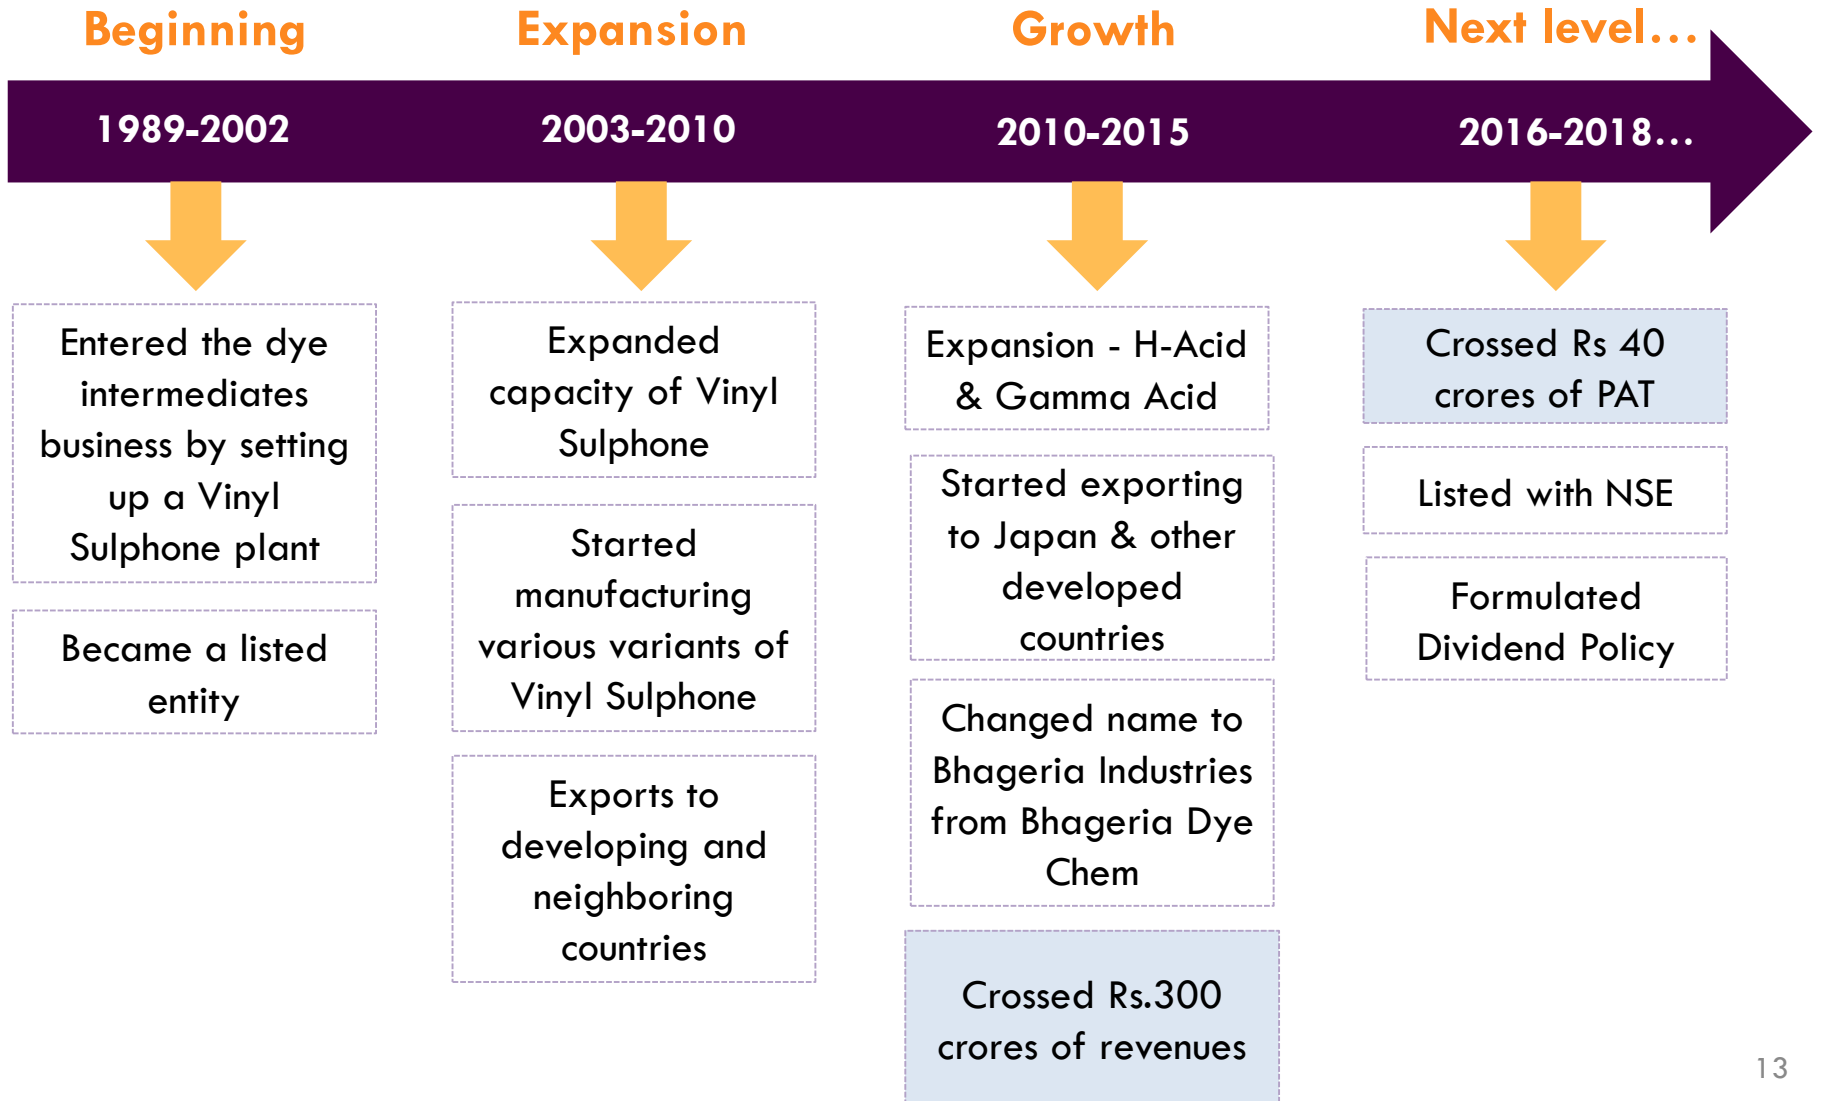 Beginning
Expansion
Growth
Next level...
1989-2002
2003-2010
2010-2015
2016-2018...
Entered the dye
intermediates
business by setting
up a Vinyl
Sulphone plant
Became a listed
entity
Expanded
capacity of Vinyl
Sulphone
Started
manufacturing
various variants of
Vinyl Sulphone
Exports to
developing and
neighboring
countries
Expansion - H-Acid
& Gamma Acid
Started exporting
to Japan & other
developed
countries
Changed name to
Bhageria Industries
from Bhageria Dye
Chem
Crossed Rs.300
crores of revenues
Crossed Rs 40
crores of PAT
Listed with NSE
Formulated
Dividend Policy
13